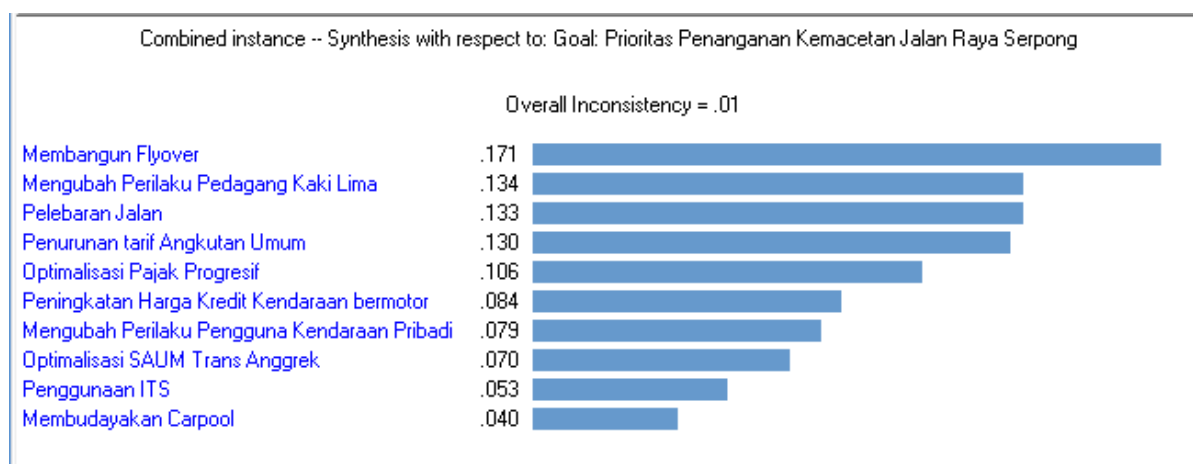 Combined instance -- Synthesis with respect to: Goal: Prioritas Penanganan Kemacetan Jalan Raya Serpong
Overall Inconsistency = .01
Membangun Flyover .171
Mengubah Perilaku Pedagang Kaki Lima .134
Pelebaran Jalan .133
Penurunan tarif Angkutan Umum .130
Optimalisasi Pajak Progresif .106
Peningkatan Harga Kredit Kendaraan bermotor .084
Mengubah Perilaku Pengguna Kendaraan Pribadi .079
Optimalisasi SAUM Trans Anggrek .070
Penggunaan ITS .053
Membudayakan Carpool .040